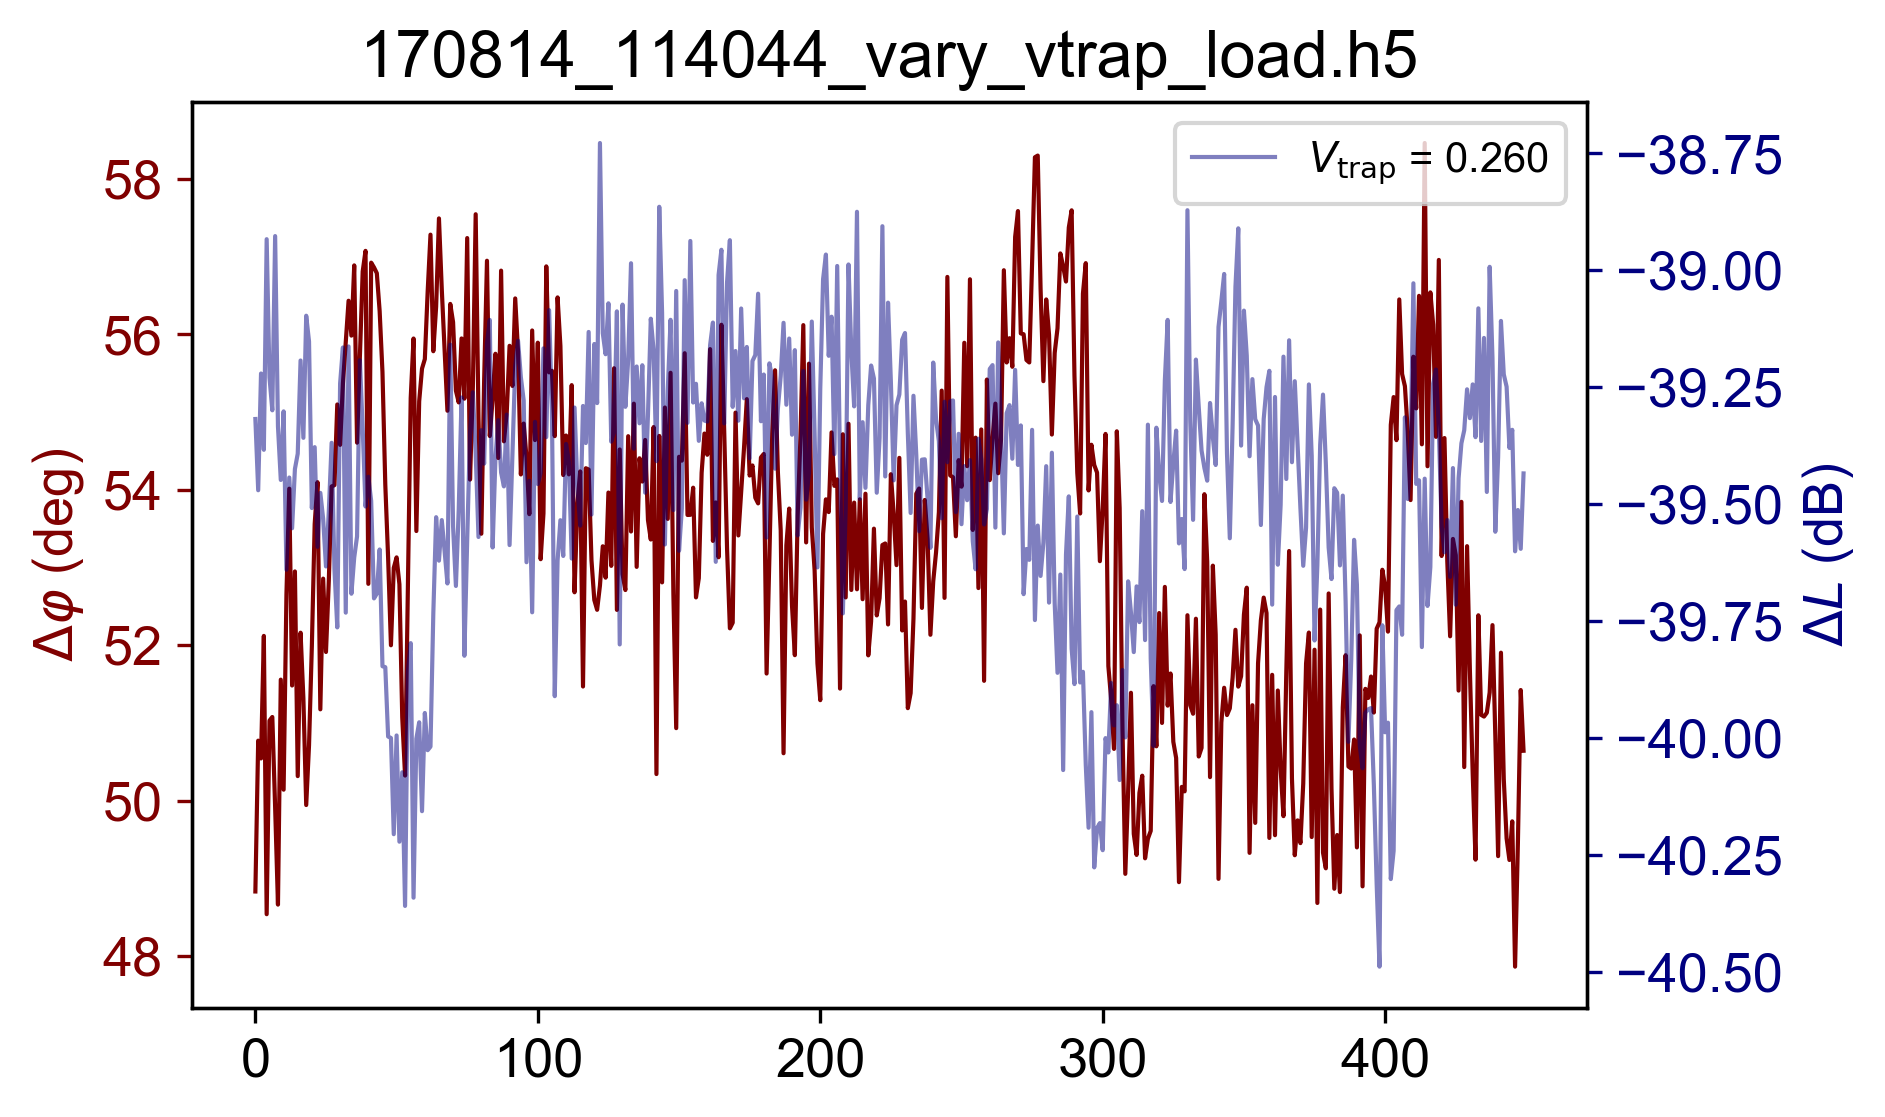 170814_114044_vary_vtrap_load.h5
V_trap = 0.260
Δφ (deg)
58
56
54
52
50
48
ΔL (dB)
−38.75
−39.00
−39.25
−39.50
−39.75
−40.00
−40.25
−40.50
0 100 200 300 400